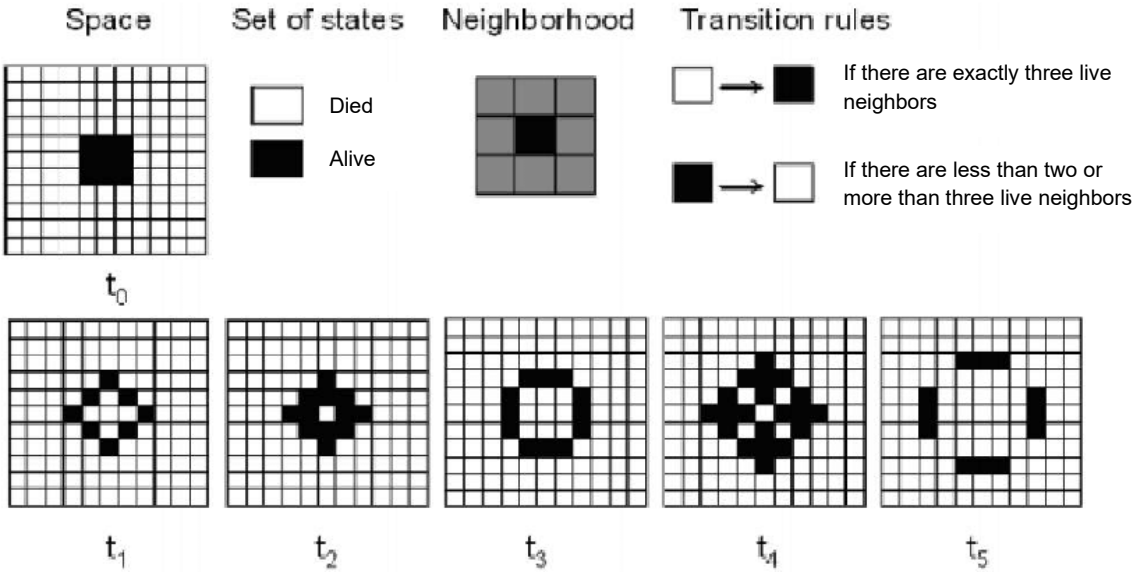 Space
Set of states
Neighborhood
Transition rules
Died
Alive
If there are exactly three live
neighbors
If there are less than two or
more than three live neighbors
t0
t1
t2
t3
t4
t5